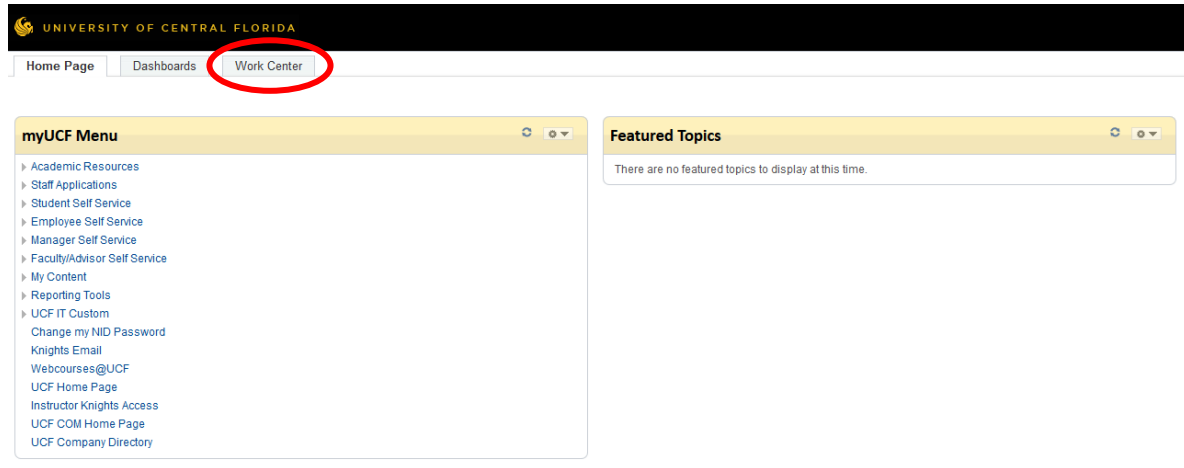 UNIVERSITY OF CENTRAL FLORIDA
Home Page Dashboards Work Center
myUCF Menu
Academic Resources
Staff Applications
Student Self Service
Employee Self Service
Manager Self Service
Faculty/Advisor Self Service
My Content
Reporting Tools
UCF IT Custom
Change my NID Password
Knights Email
Webcourses@UCF
UCF Home Page
Instructor Knights Access
UCF COM Home Page
UCF Company Directory
Featured Topics
There are no featured topics to display at this time.